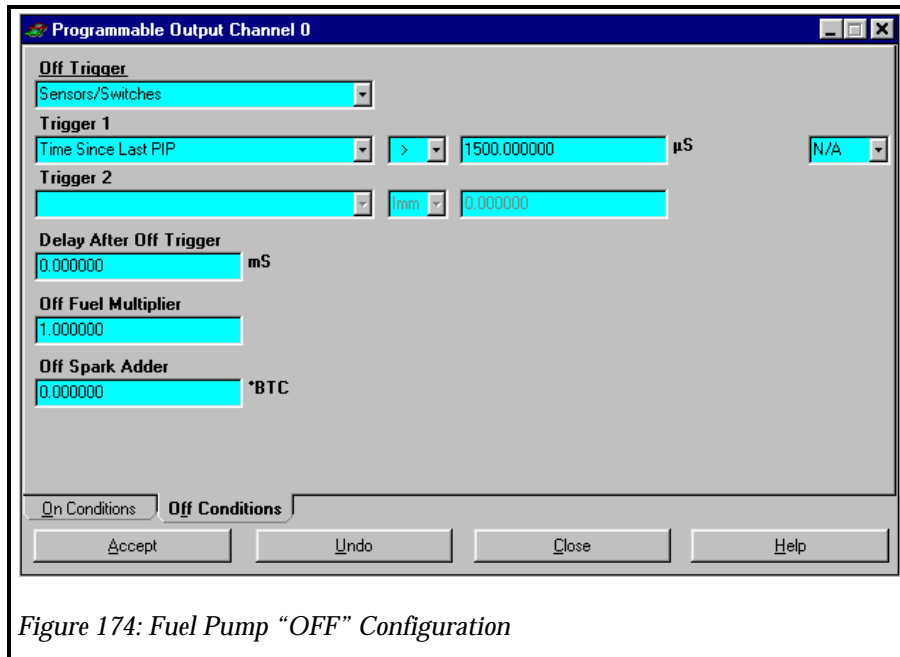 Programmable Output Channel 0
Off Trigger
Sensors/Switches
Trigger 1
Time Since Last PIP > 1500.000000 µS N/A
Trigger 2
Imm 0.000000
Delay After Off Trigger
0.000000 mS
Off Fuel Multiplier
1.000000
Off Spark Adder
0.000000 °BTC
On Conditions Off Conditions
Accept Undo Close Help
Figure 174: Fuel Pump “OFF” Configuration